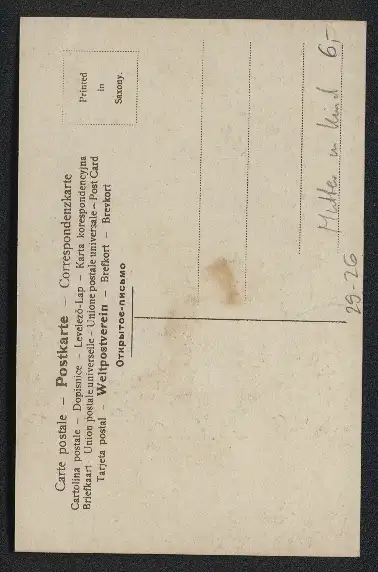 Carte postale – Postkarte – Correspondenzkarte
Cartolina postale – Dopisnice – Levelező-Lap – Karta korespondencyjna
Briefkaart Union postale universelle – Unione postale universale – Post Card
Tarjeta postal – Weltpostverein – Brefkort – Brevkort
Открытое-письмо
Printed
in
Saxony.
Mutter u Kind 6,-
25-26